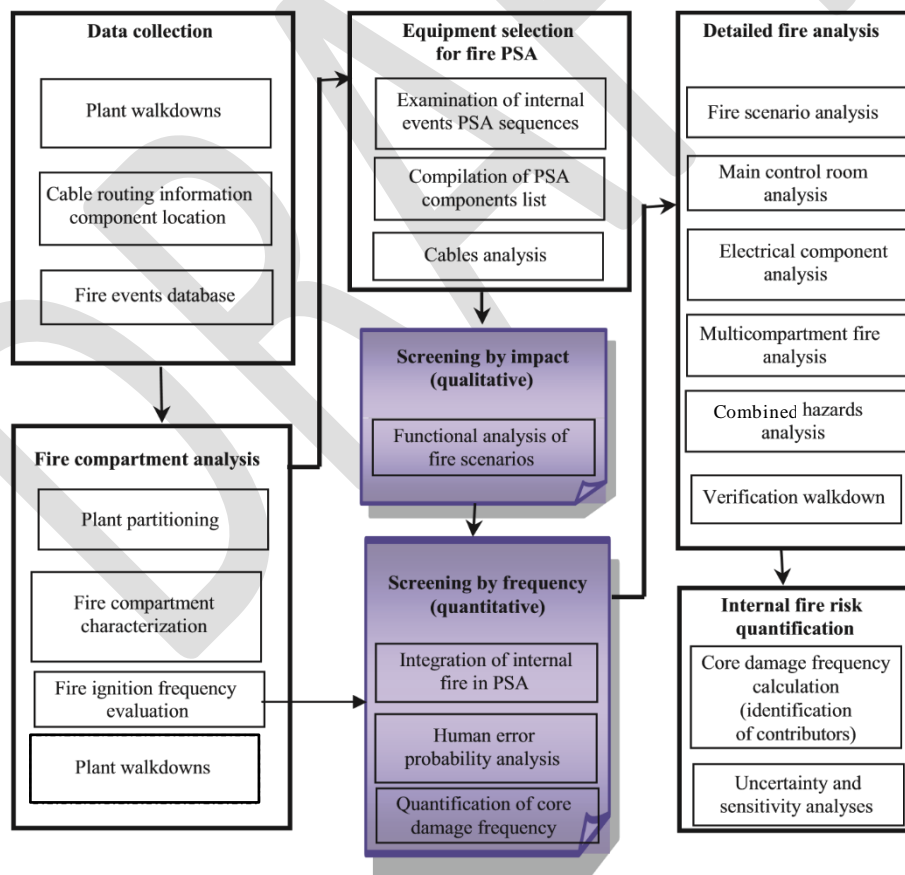 Data collection
Plant walkdowns
Cable routing information
component location
Fire events database
Fire compartment analysis
Plant partitioning
Fire compartment
characterization
Fire ignition frequency
evaluation
Plant walkdowns
Equipment selection
for fire PSA
Examination of internal
events PSA sequences
Compilation of PSA
components list
Cables analysis
Screening by impact
(qualitative)
Functional analysis of
fire scenarios
Screening by frequency
(quantitative)
Integration of internal
fire in PSA
Human error
probability analysis
Quantification of core
damage frequency
Detailed fire analysis
Fire scenario analysis
Main control room
analysis
Electrical component
analysis
Multicompartment fire
analysis
Combined hazards
analysis
Verification walkdown
Internal fire risk
quantification
Core damage frequency
calculation
(identification
of contributors)
Uncertainty and
sensitivity analyses